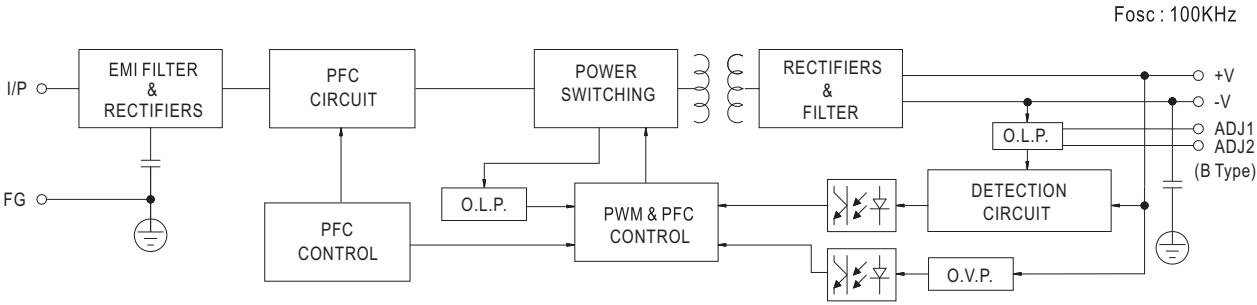 Fosc : 100KHz
I/P
EMI FILTER
&
RECTIFIERS
PFC
CIRCUIT
POWER
SWITCHING
RECTIFIERS
&
FILTER
+V
-V
O.L.P.
ADJ1
ADJ2
(B Type)
FG
O.L.P.
PFC
CONTROL
PWM & PFC
CONTROL
DETECTION
CIRCUIT
O.V.P.